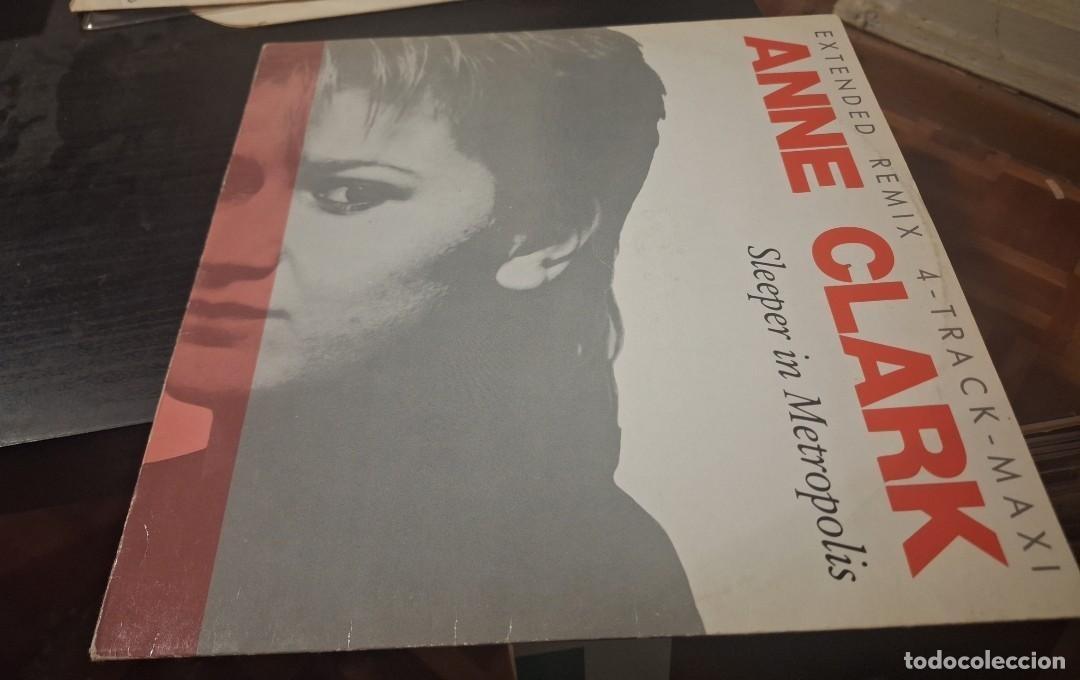 EXTENDED REMIX 4-TRACK-MAXI
ANNE CLARK
Sleeper in Metropolis
todocoleccion